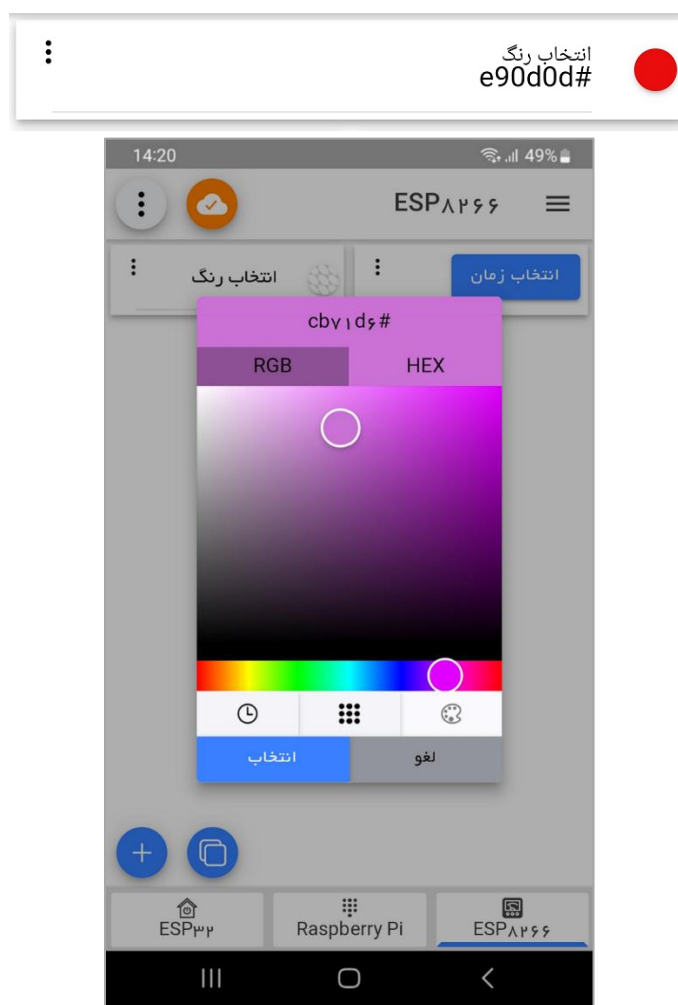 انتخاب رنگ
e90d0d#
14:20
49%
ESP۸۲۶۶
انتخاب زمان
انتخاب رنگ
cb۷۱d۶#
RGB
HEX
انتخاب
لغو
ESP۳۲
Raspberry Pi
ESP۸۲۶۶